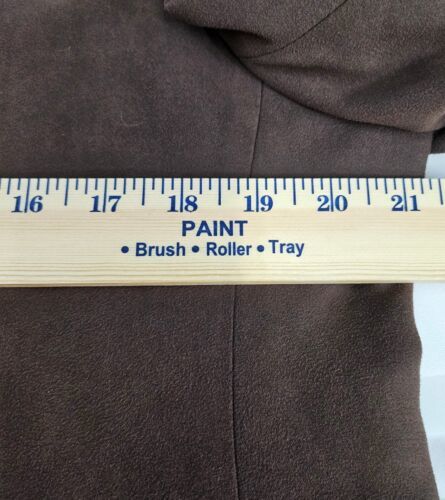 16 17 18 19 20 21
PAINT
• Brush • Roller • Tray